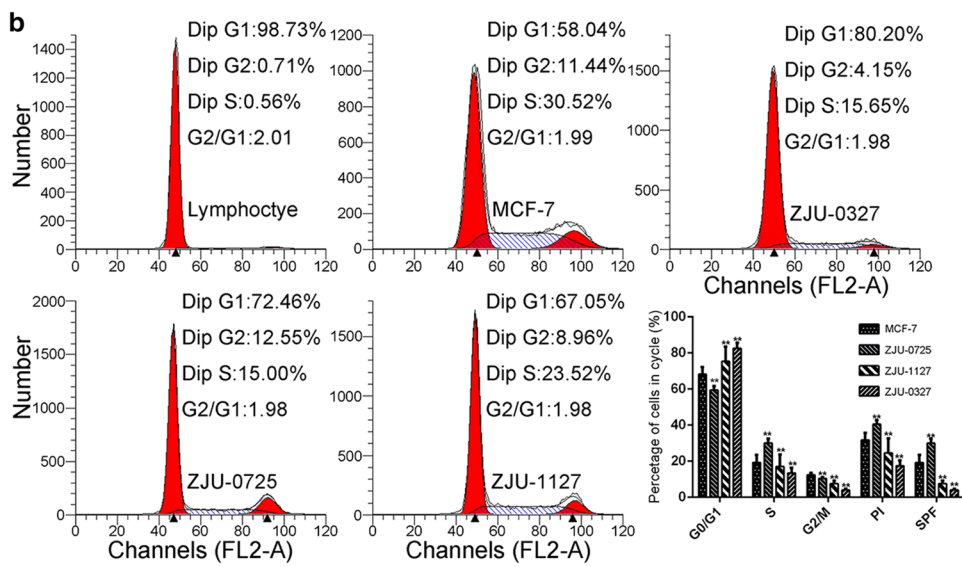 b
Number
1400
1200
1000
800
600
400
200
0
0 20 40 60 80 100 120
Dip G1:98.73%
Dip G2:0.71%
Dip S:0.56%
G2/G1:2.01
Lymphoctye
1200
1000
800
600
400
200
0
0 20 40 60 80 100 120
Dip G1:58.04%
Dip G2:11.44%
Dip S:30.52%
G2/G1:1.99
MCF-7
1500
1000
500
0
0 20 40 60 80 100 120
Channels (FL2-A)
Dip G1:80.20%
Dip G2:4.15%
Dip S:15.65%
G2/G1:1.98
ZJU-0327
Number
2000
1500
1000
500
0
0 20 40 60 80 100 120
Channels (FL2-A)
Dip G1:72.46%
Dip G2:12.55%
Dip S:15.00%
G2/G1:1.98
ZJU-0725
1500
1000
500
0
0 20 40 60 80 100 120
Channels (FL2-A)
Dip G1:67.05%
Dip G2:8.96%
Dip S:23.52%
G2/G1:1.98
ZJU-1127
Percetage of cells in cycle (%)
100
80
60
40
20
0
** ** **
** ** **
** ** **
** ** **
** ** **
MCF-7
ZJU-0725
ZJU-1127
ZJU-0327
G0/G1
S
G2/M
PI
SPF